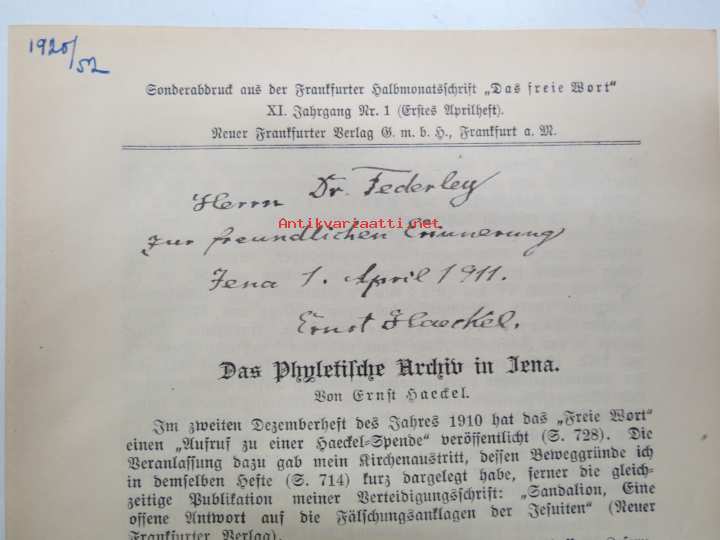 1920/52
Sonderabdruck aus der Frankfurter Halbmonatsschrift „Das freie Wort“
XI. Jahrgang Nr. 1 (Erstes Aprilheft).
Neuer Frankfurter Verlag G. m. b. H., Frankfurt a. M.
Herrn Dr. Federley
Antikvariaatti.net
zur freundlichen Erinnerung
Jena 1. April 1911.
Ernst Haeckel.
Das Phyletische Archiv in Jena.
Von Ernst Haeckel.
Im zweiten Dezemberheft des Jahres 1910 hat das „Freie Wort“
einen „Aufruf zu einer Haeckel-Spende“ veröffentlicht (S. 728). Die
Veranlassung dazu gab mein Kirchenaustritt, dessen Beweggründe ich
in demselben Hefte (S. 714) kurz dargelegt habe, ferner die gleich-
zeitige Publikation meiner Verteidigungsschrift: „Sandalion, Eine
offene Antwort auf die Fälschungsanklagen der Jesuiten“ (Neuer
Frankfurter Verlag).